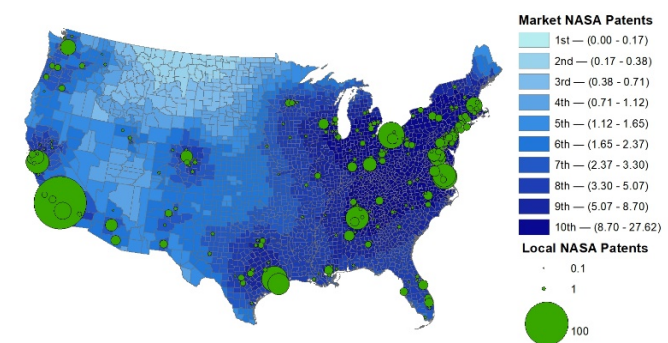 Market NASA Patents
1st — (0.00 - 0.17)
2nd — (0.17 - 0.38)
3rd — (0.38 - 0.71)
4th — (0.71 - 1.12)
5th — (1.12 - 1.65)
6th — (1.65 - 2.37)
7th — (2.37 - 3.30)
8th — (3.30 - 5.07)
9th — (5.07 - 8.70)
10th — (8.70 - 27.62)
Local NASA Patents
0.1
1
100